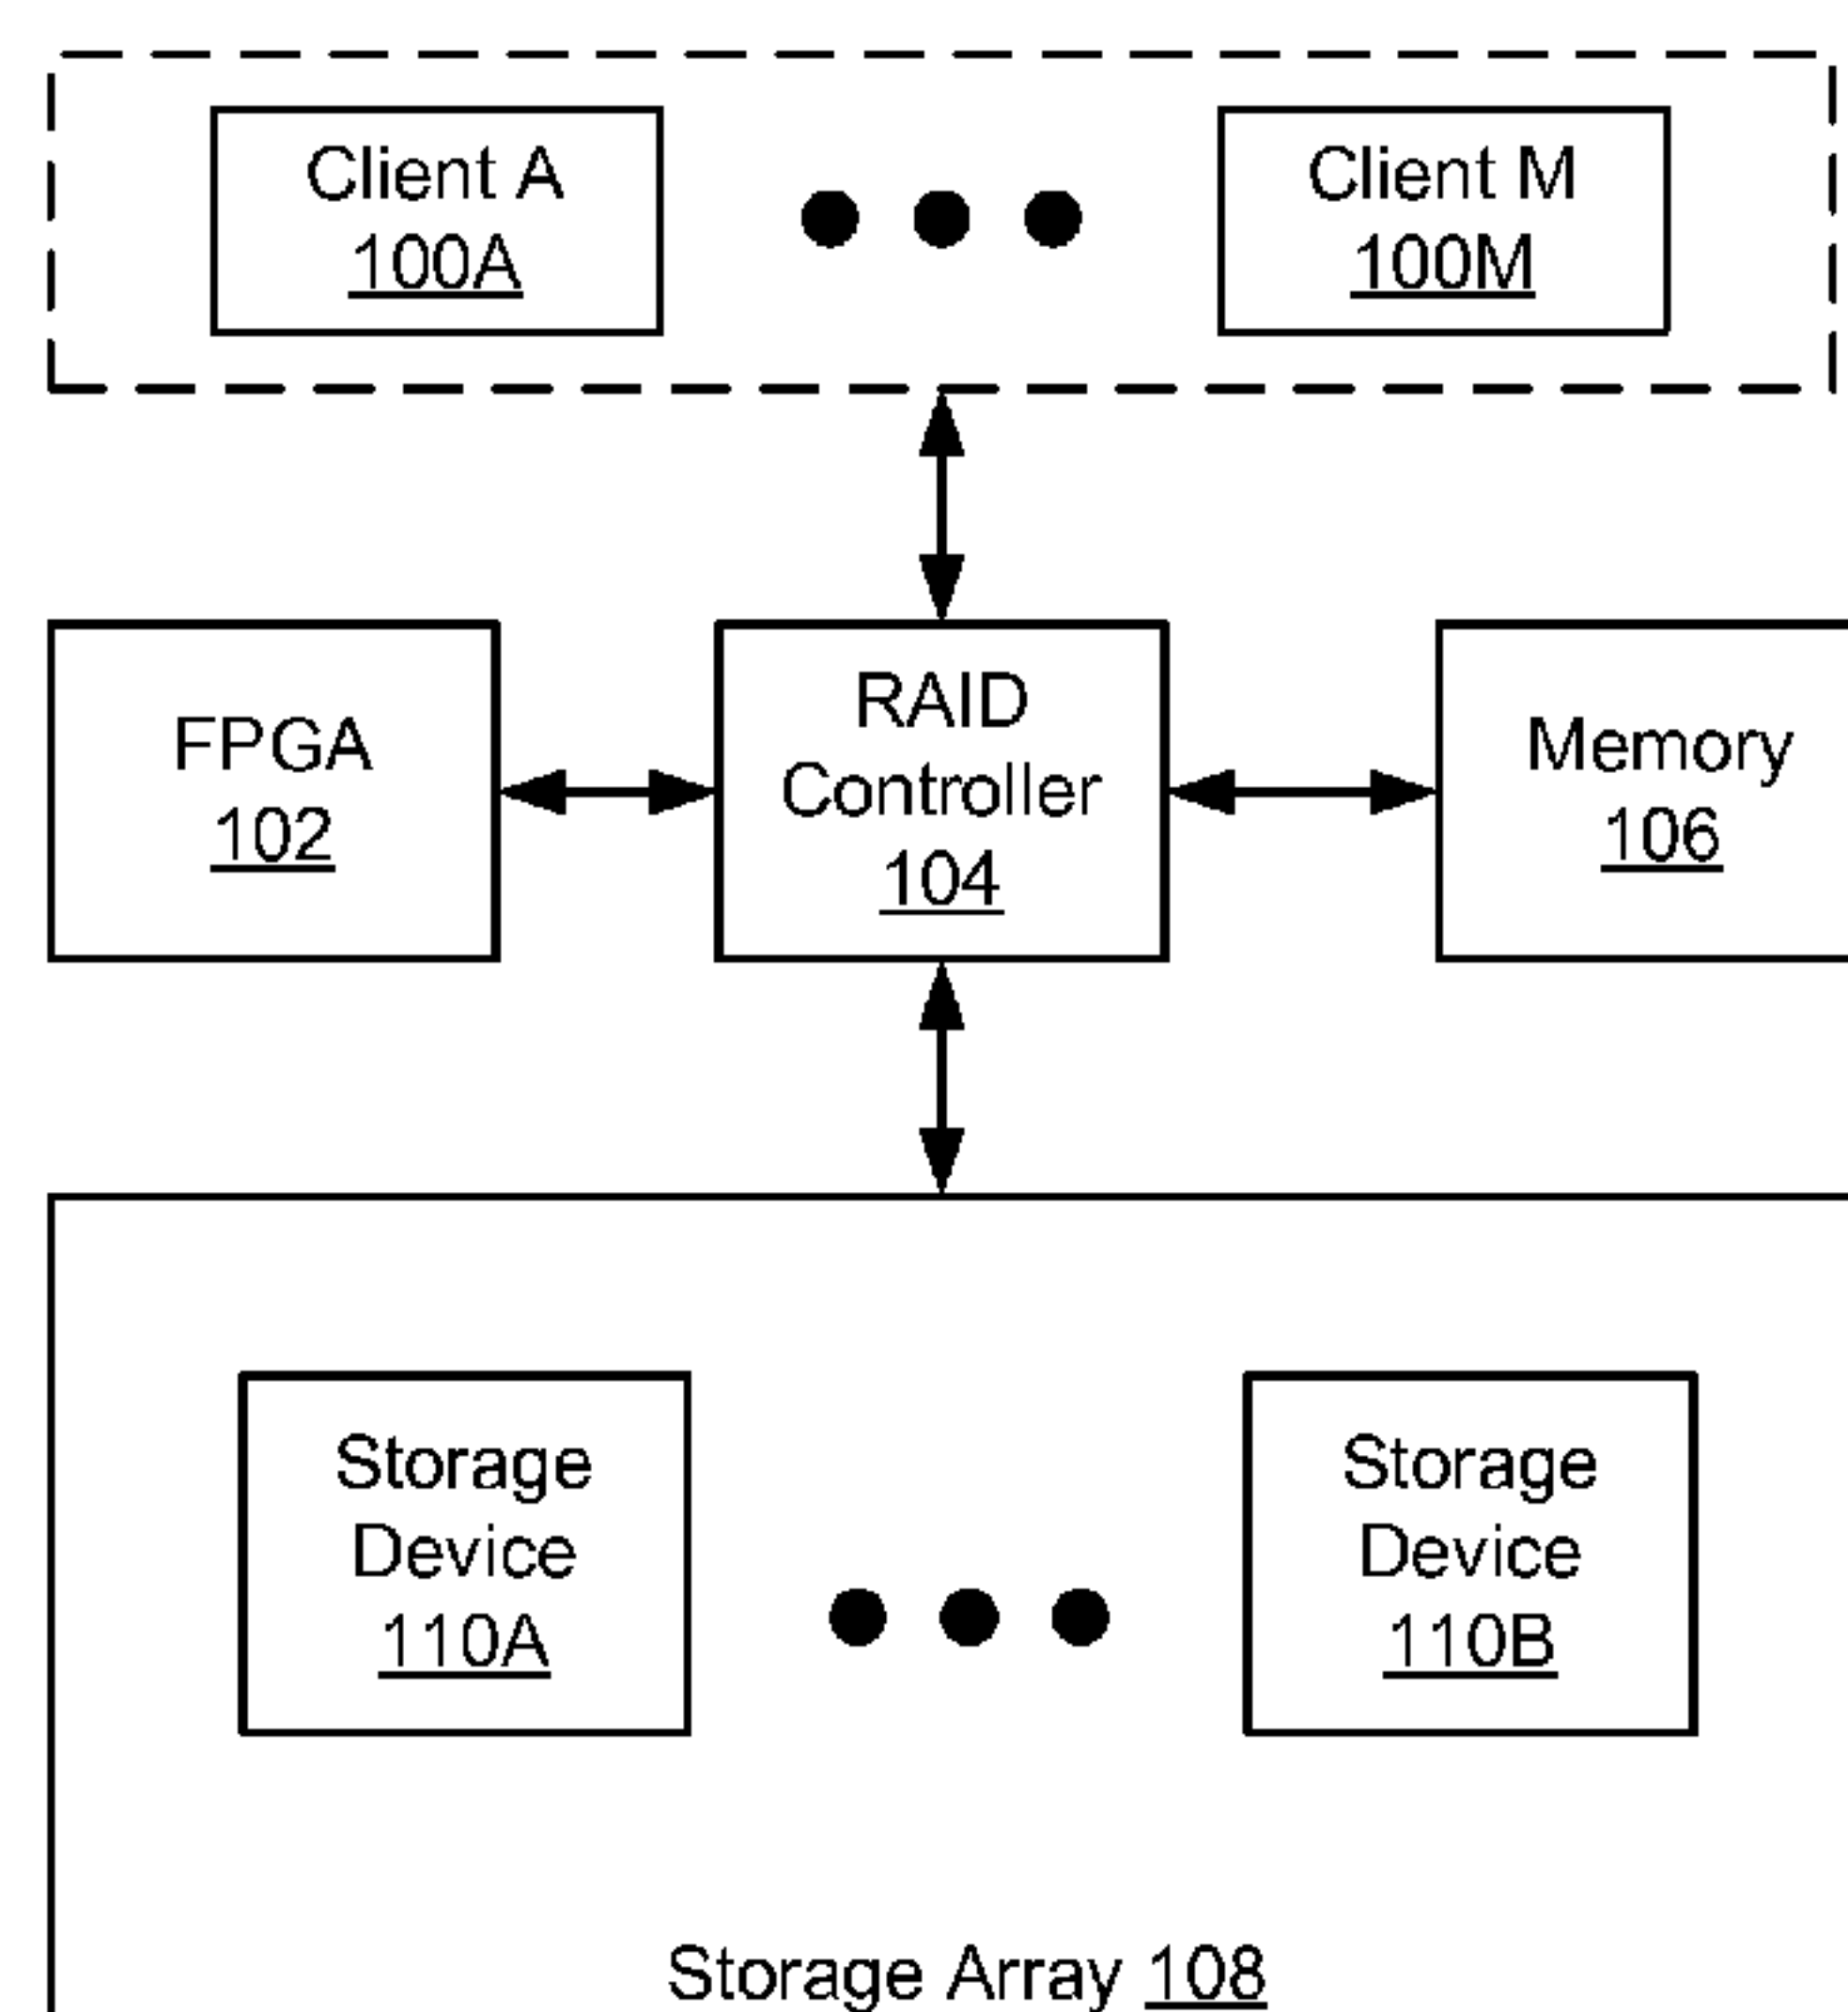 Client A
100A
Client M
100M
FPGA
102
RAID
Controller
104
Memory
106
Storage
Device
110A
Storage
Device
110B
Storage Array 108